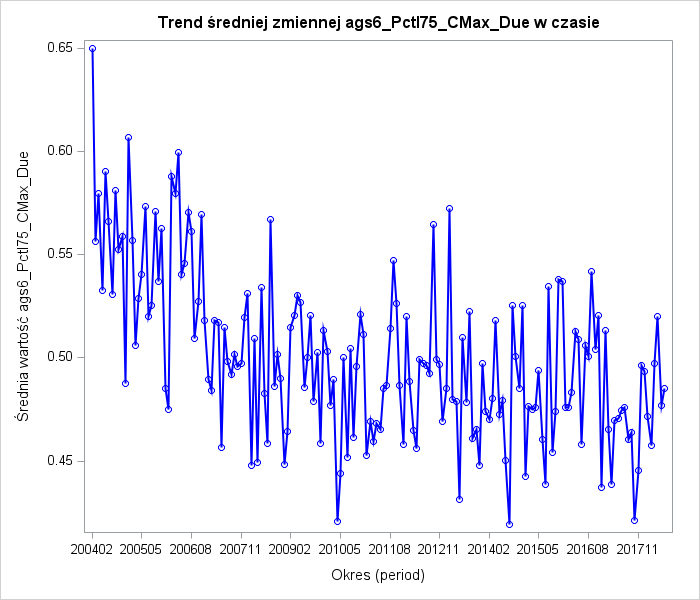 Trend średniej zmiennej ags6_Pctl75_CMax_Due w czasie
Średnia wartość ags6_Pctl75_CMax_Due
0.65
0.60
0.55
0.50
0.45
200402 200505 200608 200711 200902 201005 201108 201211 201402 201505 201608 201711
Okres (period)